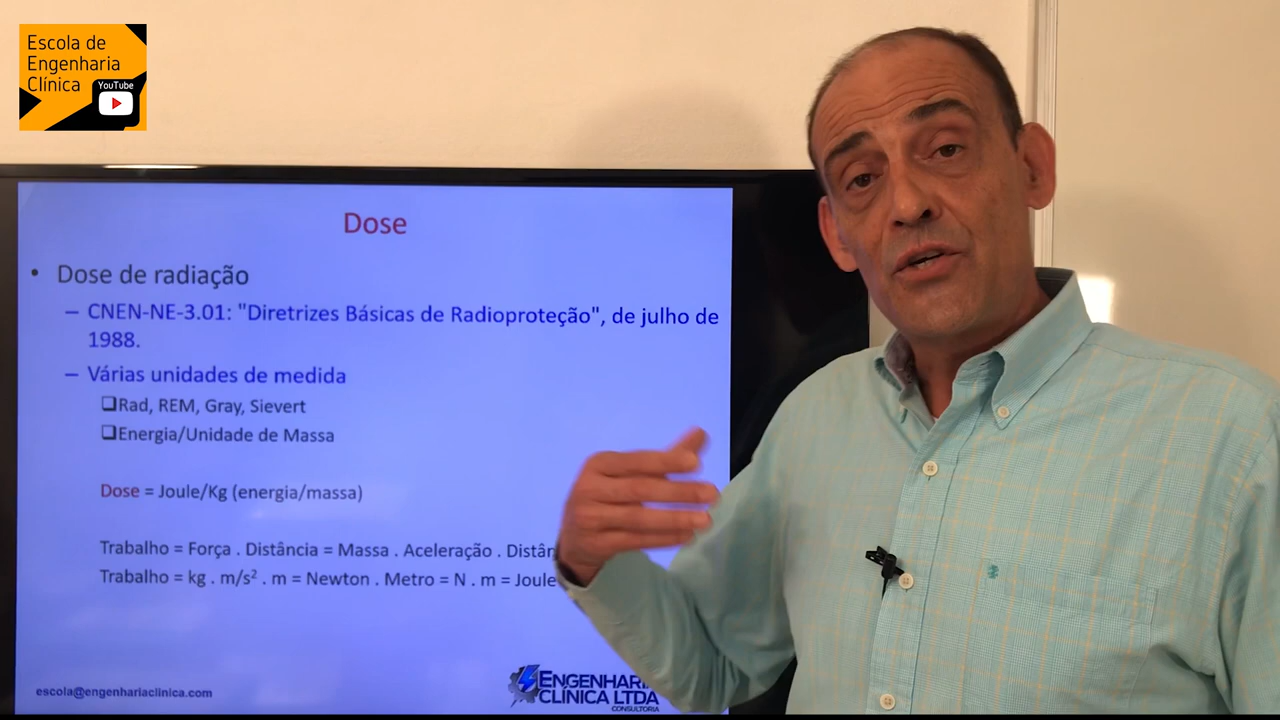 Escola de
Engenharia
Clínica
YouTube
Dose
• Dose de radiação
– CNEN-NE-3.01: "Diretrizes Básicas de Radioproteção", de julho de
1988.
– Várias unidades de medida
❑Rad, REM, Gray, Sievert
❑Energia/Unidade de Massa
Dose = Joule/Kg (energia/massa)
Trabalho = Força . Distância = Massa . Aceleração . Distân
Trabalho = kg . m/s² . m = Newton . Metro = N . m = Joule
escola@engenhariaclinica.com
ENGENHARIA
CLÍNICA LTDA
CONSULTORIA